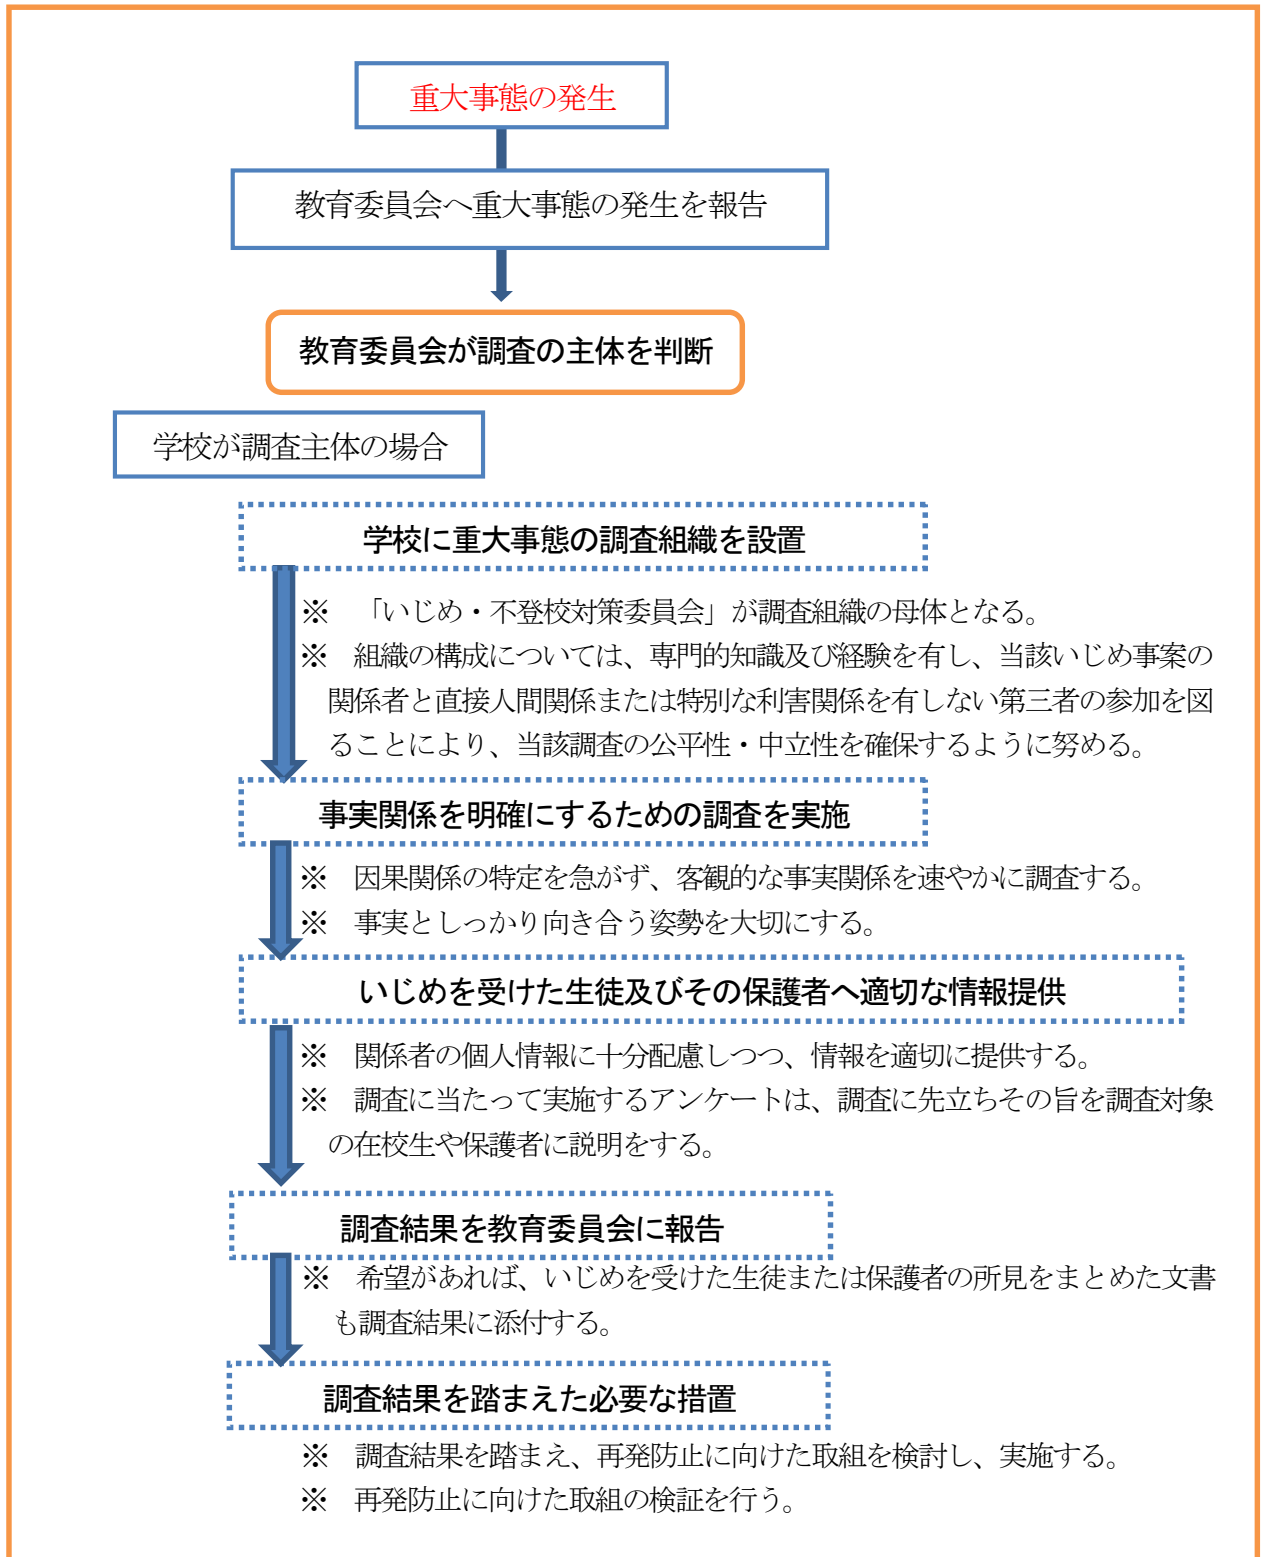 重大事態の発生
教育委員会へ重大事態の発生を報告
教育委員会が調査の主体を判断
学校が調査主体の場合
学校に重大事態の調査組織を設置
※　「いじめ・不登校対策委員会」が調査組織の母体となる。
※　組織の構成については、専門的知識及び経験を有し、当該いじめ事案の
関係者と直接人間関係または特別な利害関係を有しない第三者の参加を図
ることにより、当該調査の公平性・中立性を確保するように努める。
事実関係を明確にするための調査を実施
※　因果関係の特定を急がず、客観的な事実関係を速やかに調査する。
※　事実としっかり向き合う姿勢を大切にする。
いじめを受けた生徒及びその保護者へ適切な情報提供
※　関係者の個人情報に十分配慮しつつ、情報を適切に提供する。
※　調査に当たって実施するアンケートは、調査に先立ちその旨を調査対象
の在校生や保護者に説明をする。
調査結果を教育委員会に報告
※　希望があれば、いじめを受けた生徒または保護者の所見をまとめた文書
も調査結果に添付する。
調査結果を踏まえた必要な措置
※　調査結果を踏まえ、再発防止に向けた取組を検討し、実施する。
※　再発防止に向けた取組の検証を行う。